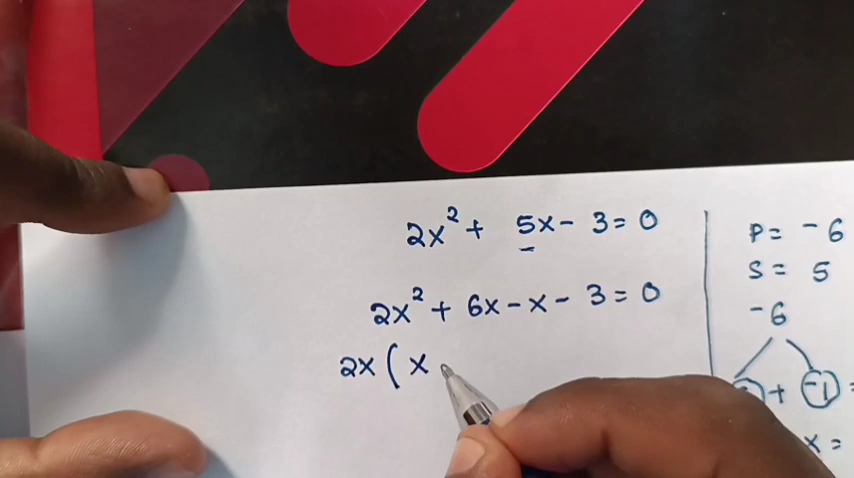 2x² + 5x - 3 = 0
2x² + 6x - x - 3 = 0
2x ( x
P = -6
S = 5
-6
+ -1 =
x =